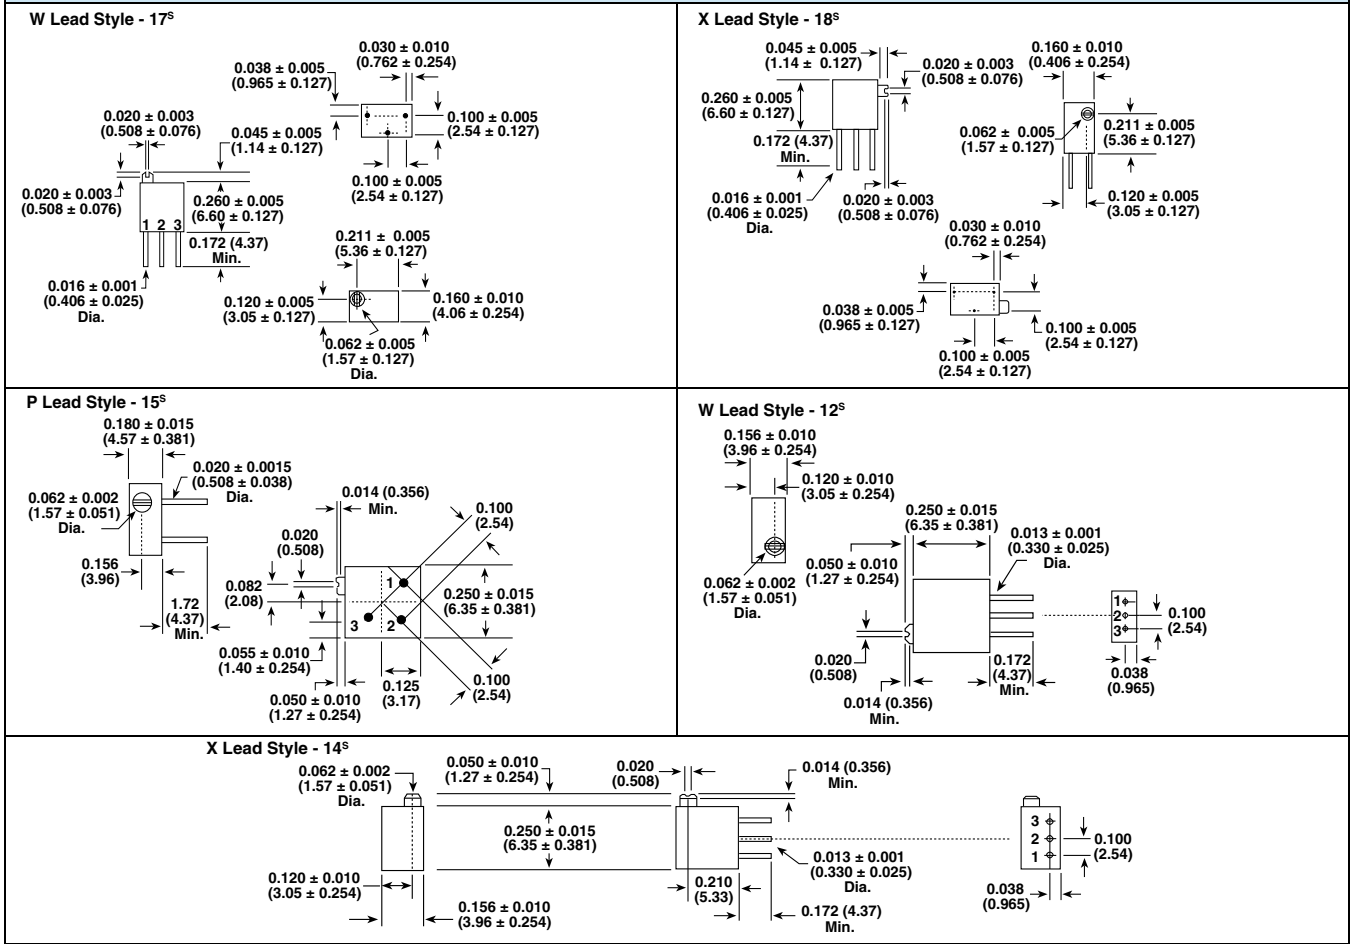 W Lead Style - 17S
0.030 ± 0.010
(0.762 ± 0.254)
0.038 ± 0.005
(0.965 ± 0.127)
0.020 ± 0.003
(0.508 ± 0.076)
0.045 ± 0.005
(1.14 ± 0.127)
0.100 ± 0.005
(2.54 ± 0.127)
0.020 ± 0.003
(0.508 ± 0.076)
0.260 ± 0.005
(6.60 ± 0.127)
0.100 ± 0.005
(2.54 ± 0.127)
1 2 3
0.172 (4.37)
Min.
0.211 ± 0.005
(5.36 ± 0.127)
0.016 ± 0.001
(0.406 ± 0.025)
Dia.
0.120 ± 0.005
(3.05 ± 0.127)
0.160 ± 0.010
(4.06 ± 0.254)
0.062 ± 0.005
(1.57 ± 0.127)
Dia.
X Lead Style - 18S
0.045 ± 0.005
(1.14 ± 0.127)
0.020 ± 0.003
(0.508 ± 0.076)
0.160 ± 0.010
(0.406 ± 0.254)
0.260 ± 0.005
(6.60 ± 0.127)
0.172 (4.37)
Min.
0.062 ± 0.005
(1.57 ± 0.127)
0.211 ± 0.005
(5.36 ± 0.127)
0.016 ± 0.001
(0.406 ± 0.025)
Dia.
0.020 ± 0.003
(0.508 ± 0.076)
0.120 ± 0.005
(3.05 ± 0.127)
0.030 ± 0.010
(0.762 ± 0.254)
0.038 ± 0.005
(0.965 ± 0.127)
0.100 ± 0.005
(2.54 ± 0.127)
0.100 ± 0.005
(2.54 ± 0.127)
P Lead Style - 15S
0.180 ± 0.015
(4.57 ± 0.381)
0.020 ± 0.0015
(0.508 ± 0.038)
Dia.
0.062 ± 0.002
(1.57 ± 0.051)
Dia.
0.014 (0.356)
Min.
0.100
(2.54)
0.020
(0.508)
0.156
(3.96)
0.082
(2.08)
1
0.250 ± 0.015
(6.35 ± 0.381)
1.72
(4.37)
Min.
3 2
0.055 ± 0.010
(1.40 ± 0.254)
0.125
(3.17)
0.100
(2.54)
0.050 ± 0.010
(1.27 ± 0.254)
W Lead Style - 12S
0.156 ± 0.010
(3.96 ± 0.254)
0.120 ± 0.010
(3.05 ± 0.254)
0.250 ± 0.015
(6.35 ± 0.381)
0.013 ± 0.001
(0.330 ± 0.025)
Dia.
0.050 ± 0.010
(1.27 ± 0.254)
0.062 ± 0.002
(1.57 ± 0.051)
Dia.
1
2
3
0.100
(2.54)
0.020
(0.508)
0.172
(4.37)
Min.
0.038
(0.965)
0.014 (0.356)
Min.
X Lead Style - 14S
0.062 ± 0.002
(1.57 ± 0.051)
Dia.
0.050 ± 0.010
(1.27 ± 0.254)
0.020
(0.508)
0.014 (0.356)
Min.
0.250 ± 0.015
(6.35 ± 0.381)
3
2
1
0.100
(2.54)
0.013 ± 0.001
(0.330 ± 0.025)
Dia.
0.120 ± 0.010
(3.05 ± 0.254)
0.210
(5.33)
0.038
(0.965)
0.156 ± 0.010
(3.96 ± 0.254)
0.172 (4.37)
Min.